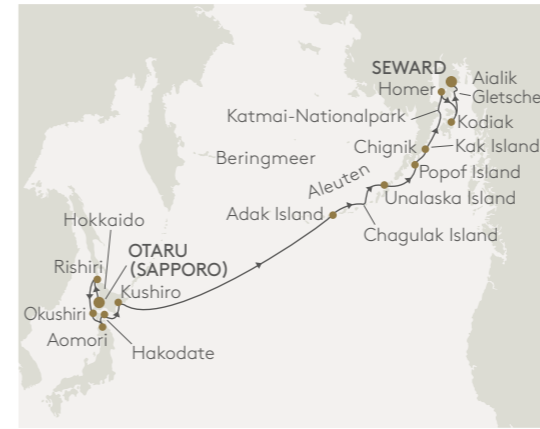 SEWARD
Homer
Aialik
Gletscher
Katmai-Nationalpark
Kodiak
Chignik
Kak Island
Beringmeer
Popof Island
Aleuten
Unalaska Island
Adak Island
Chagulak Island
Hokkaido
OTARU
(SAPPORO)
Rishiri
Kushiro
Okushiri
Aomori
Hakodate